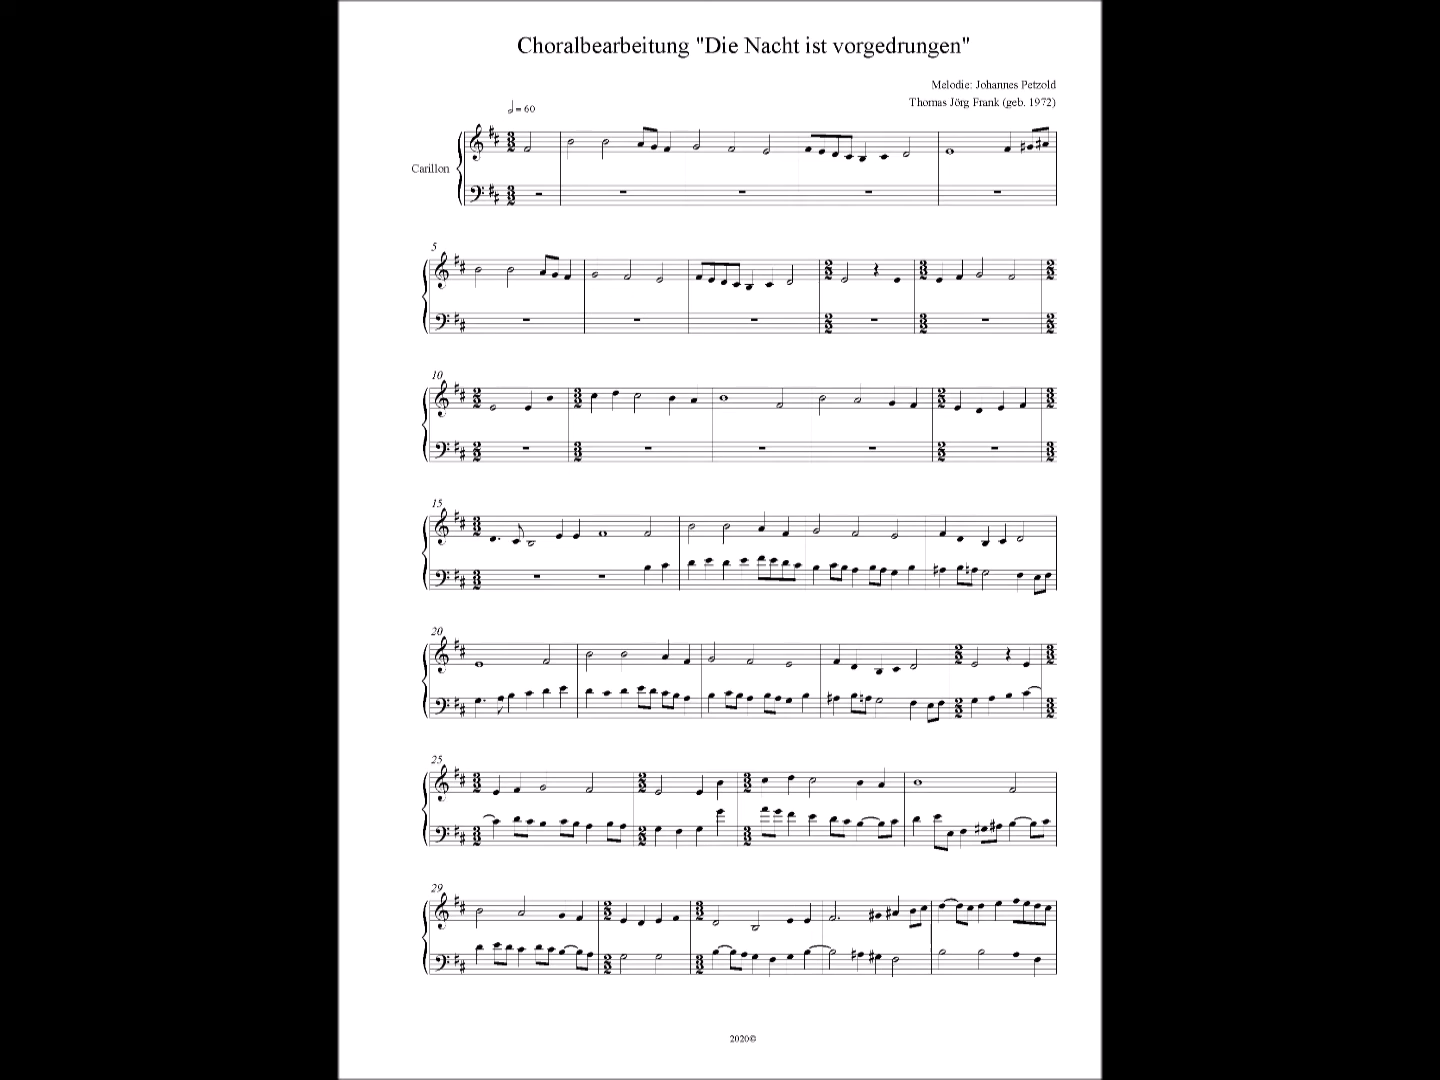 Choralbearbeitung "Die Nacht ist vorgedrungen"
Melodie: Johannes Petzold
Thomas Jörg Frank (geb. 1972)
= 60
Carillon
5
10
15
20
25
29
2020©